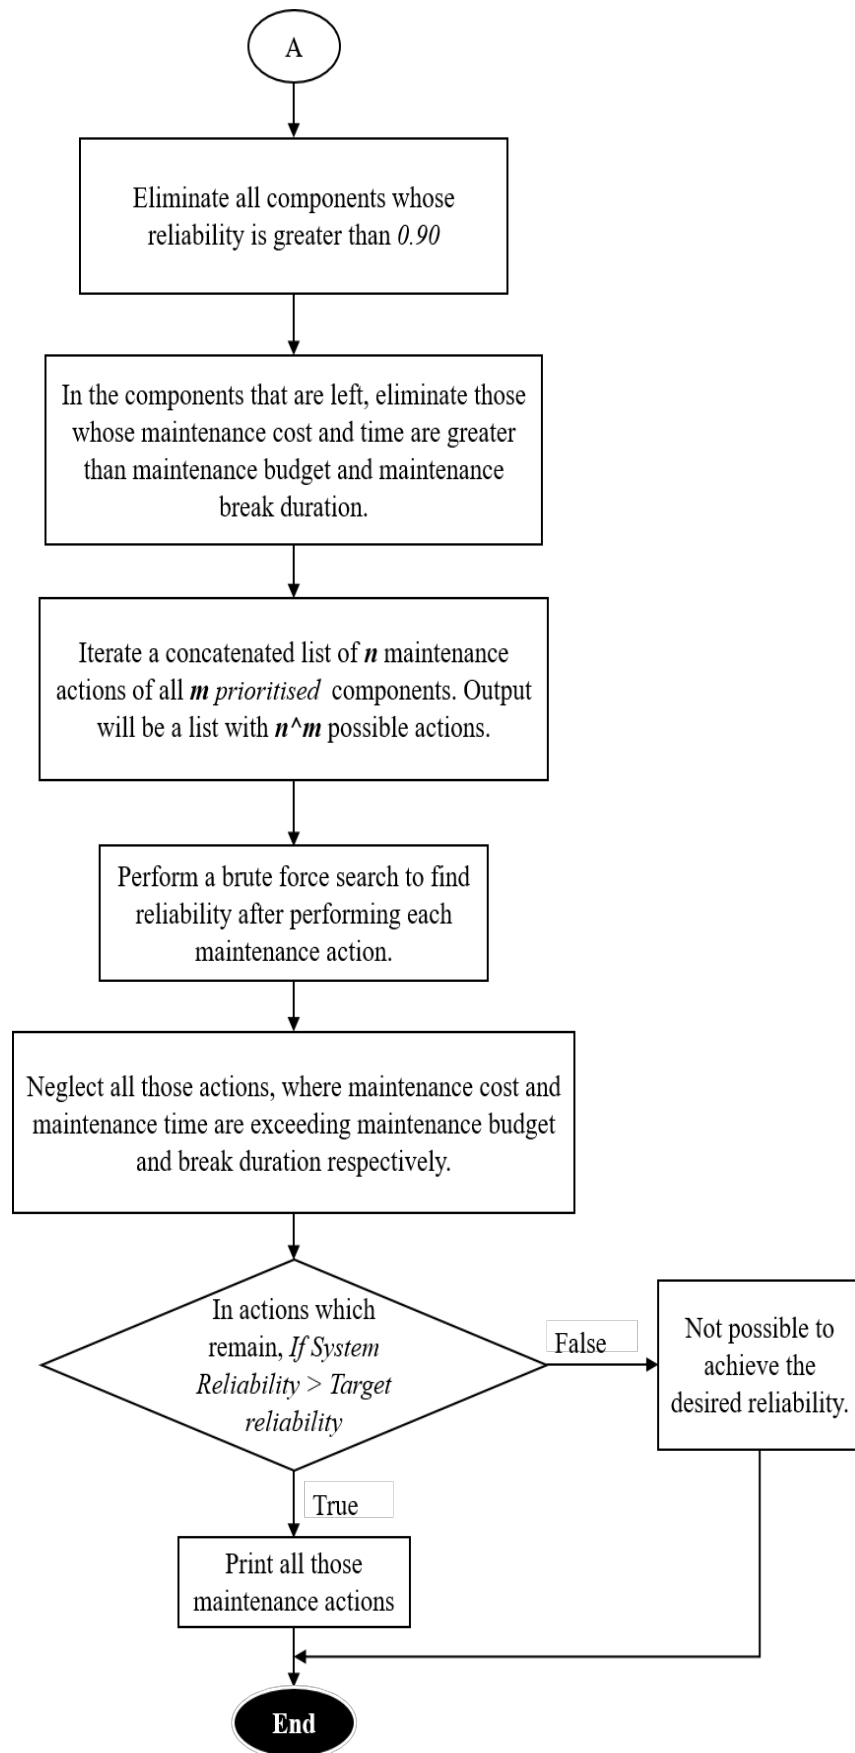 A
Eliminate all components whose
reliability is greater than 0.90
In the components that are left, eliminate those
whose maintenance cost and time are greater
than maintenance budget and maintenance
break duration.
Iterate a concatenated list of n maintenance
actions of all m prioritised components. Output
will be a list with n^m possible actions.
Perform a brute force search to find
reliability after performing each
maintenance action.
Neglect all those actions, where maintenance cost and
maintenance time are exceeding maintenance budget
and break duration respectively.
In actions which
remain, If System
Reliability > Target
reliability
False
Not possible to
achieve the
desired reliability.
True
Print all those
maintenance actions
End